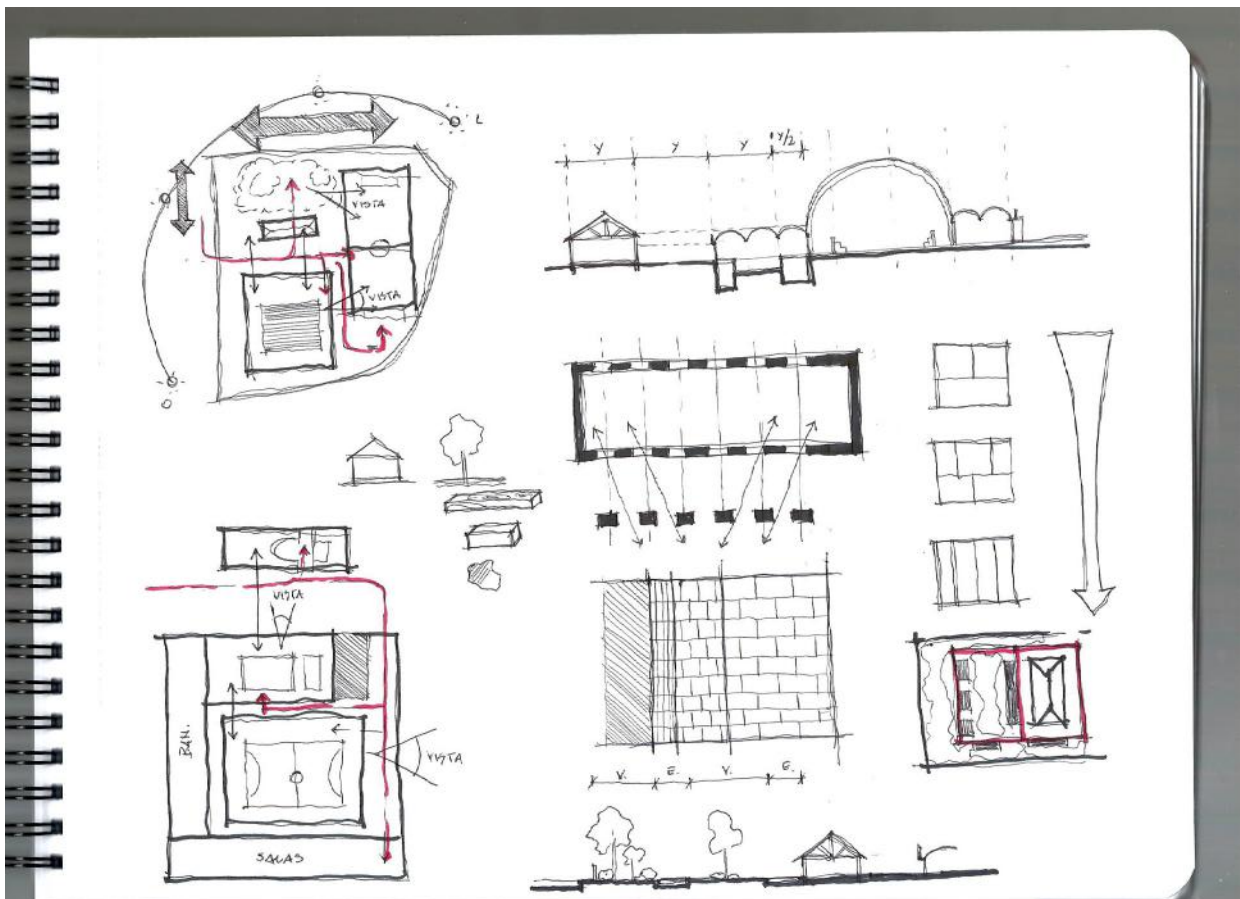 L
VISTA
VISTA
O
Y Y Y Y/2
VISTA
BAN.
VISTA
SALAS
V. E. V. E.